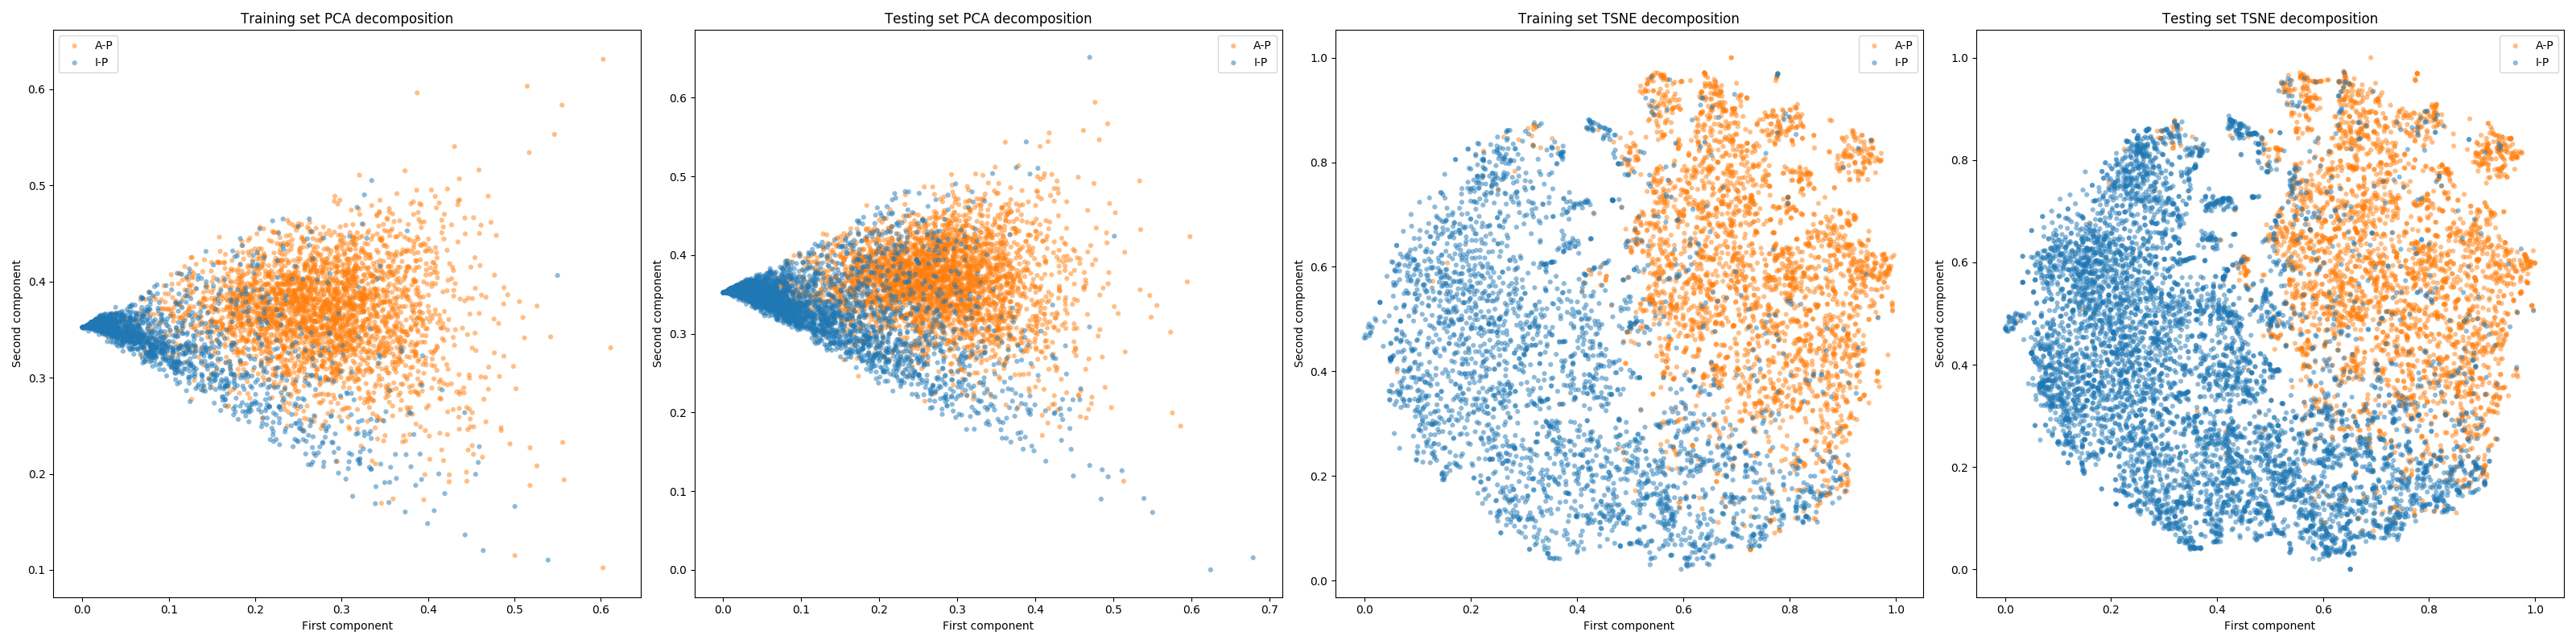 Training set PCA decomposition
A-P
I-P
0.6
0.5
0.4
0.3
0.2
0.1
Second component
0.0 0.1 0.2 0.3 0.4 0.5 0.6
First component
Testing set PCA decomposition
A-P
I-P
0.6
0.5
0.4
0.3
0.2
0.1
0.0
Second component
0.0 0.1 0.2 0.3 0.4 0.5 0.6 0.7
First component
Training set TSNE decomposition
A-P
I-P
1.0
0.8
0.6
0.4
0.2
0.0
Second component
0.0 0.2 0.4 0.6 0.8 1.0
First component
Testing set TSNE decomposition
A-P
I-P
1.0
0.8
0.6
0.4
0.2
0.0
Second component
0.0 0.2 0.4 0.6 0.8 1.0
First component